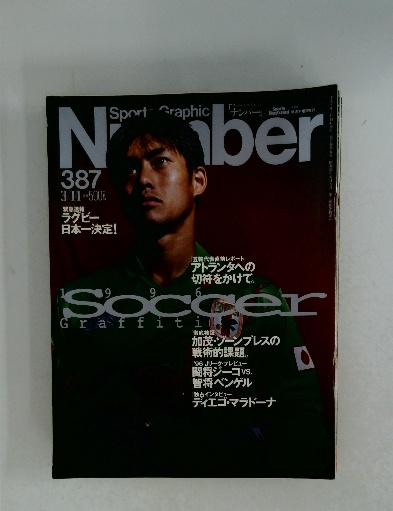 Sports Graphic
Number
「ナンバー」
387
3・11
緊急速報
ラグビー
日本一決定!
五輪代表直前レポート
アトランタへの
切符をかけて。
1996
Soccer
Graffiti
徹底検証
加茂・ゾーンプレスの
戦術的課題。
'96 Jリーグ・プレビュー
闘将ジーコ vs.
智将ベンゲル
独占インタビュー
ディエゴ・マラドーナ